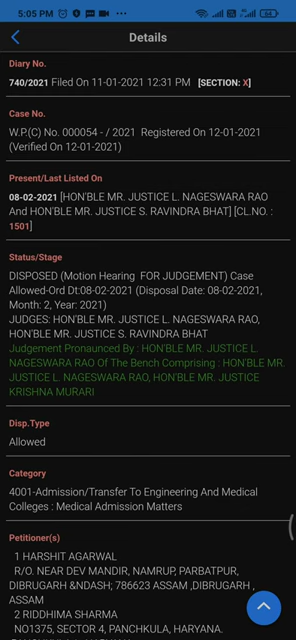 5:05 PM
64
Details
Diary No.
740/2021 Filed On 11-01-2021 12:31 PM [SECTION: X]
Case No.
W.P.(C) No. 000054 - / 2021 Registered On 12-01-2021
(Verified On 12-01-2021)
Present/Last Listed On
08-02-2021 [HON'BLE MR. JUSTICE L. NAGESWARA RAO
And HON'BLE MR. JUSTICE S. RAVINDRA BHAT] [CL.NO. :
1501]
Status/Stage
DISPOSED (Motion Hearing FOR JUDGEMENT) Case
Allowed-Ord Dt:08-02-2021 (Disposal Date: 08-02-2021,
Month: 2, Year: 2021)
JUDGES: HON'BLE MR. JUSTICE L. NAGESWARA RAO,
HON'BLE MR. JUSTICE S. RAVINDRA BHAT
Judgement Pronaunced By : HON'BLE MR. JUSTICE L.
NAGESWARA RAO Of The Bench Comprising : HON'BLE MR.
JUSTICE L. NAGESWARA RAO, HON'BLE MR. JUSTICE
KRISHNA MURARI
Disp.Type
Allowed
Category
4001-Admission/Transfer To Engineering And Medical
Colleges : Medical Admission Matters
Petitioner(s)
1 HARSHIT AGARWAL
R/O. NEAR DEV MANDIR, NAMRUP, PARBATPUR,
DIBRUGARH &NDASH; 786623 ASSAM ,DIBRUGARH ,
ASSAM
2 RIDDHIMA SHARMA
NO1375, SECTOR 4, PANCHKULA, HARYANA.